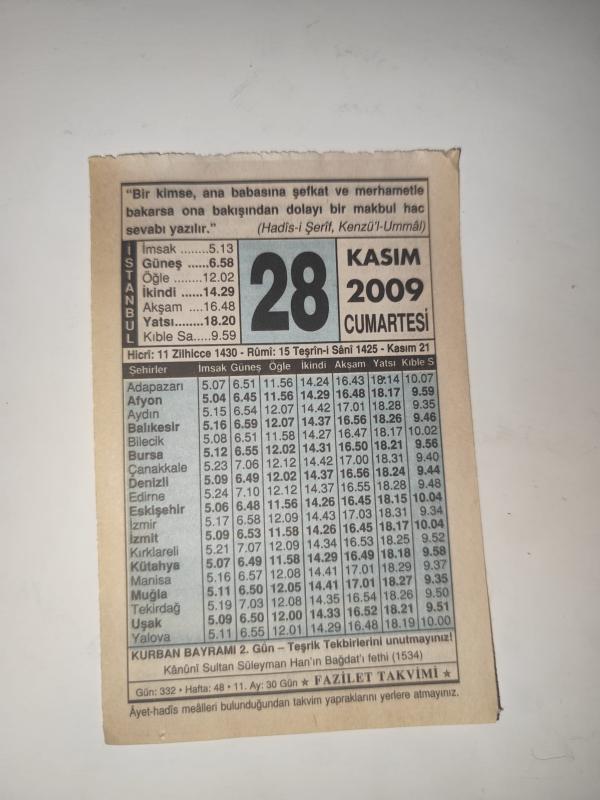 "Bir kimse, ana babasına şefkat ve merhametle
bakarsa ona bakışından dolayı bir makbul hac
sevabı yazılır." (Hadîs-i Şerîf, Kenzü'l-Ummâl)
İSTANBUL
İmsak ........5.13
Güneş ......6.58
Öğle ........12.02
İkindi ......14.29
Akşam ....16.48
Yatsı........18.20
Kıble Sa.....9.59
28
KASIM
2009
CUMARTESİ
Hicrî: 11 Zilhicce 1430 - Rûmî: 15 Teşrîn-i Sânî 1425 - Kasım 21
Şehirler İmsak Güneş Öğle İkindi Akşam Yatsı Kıble S
Adapazarı 5.07 6.51 11.56 14.24 16.43 18:14 10.07
Afyon 5.04 6.45 11.56 14.29 16.48 18.17 9.59
Aydın 5.15 6.54 12.07 14.42 17.01 18.28 9.35
Balıkesir 5.16 6.59 12.07 14.37 16.56 18.26 9.46
Bilecik 5.08 6.51 11.58 14.27 16.47 18.17 10.02
Bursa 5.12 6.55 12.02 14.31 16.50 18.21 9.56
Çanakkale 5.23 7.06 12.12 14.42 17.00 18.31 9.40
Denizli 5.09 6.49 12.02 14.37 16.56 18.24 9.44
Edirne 5.24 7.10 12.12 14.37 16.55 18.28 9.48
Eskişehir 5.06 6.48 11.56 14.26 16.45 18.15 10.04
İzmir 5.17 6.58 12.09 14.43 17.03 18.31 9.34
İzmit 5.09 6.53 11.58 14.26 16.45 18.17 10.04
Kırklareli 5.21 7.07 12.09 14.34 16.53 18.25 9.52
Kütahya 5.07 6.49 11.58 14.29 16.49 18.18 9.58
Manisa 5.16 6.57 12.08 14.41 17.01 18.29 9.37
Muğla 5.11 6.50 12.05 14.41 17.01 18.27 9.35
Tekirdağ 5.19 7.03 12.08 14.35 16.54 18.26 9.50
Uşak 5.09 6.50 12.00 14.33 16.52 18.21 9.51
Yalova 5.11 6.55 12.01 14.29 16.48 18.19 10.00
KURBAN BAYRAMI 2. Gün – Teşrik Tekbirlerini unutmayınız!
Kânûnî Sultan Süleyman Han'ın Bağdat'ı fethi (1534)
Gün: 332 • Hafta: 48 • 11. Ay: 30 Gün ★ FAZİLET TAKVİMİ ★
Âyet-hadîs meâlleri bulunduğundan takvim yapraklarını yerlere atmayınız.